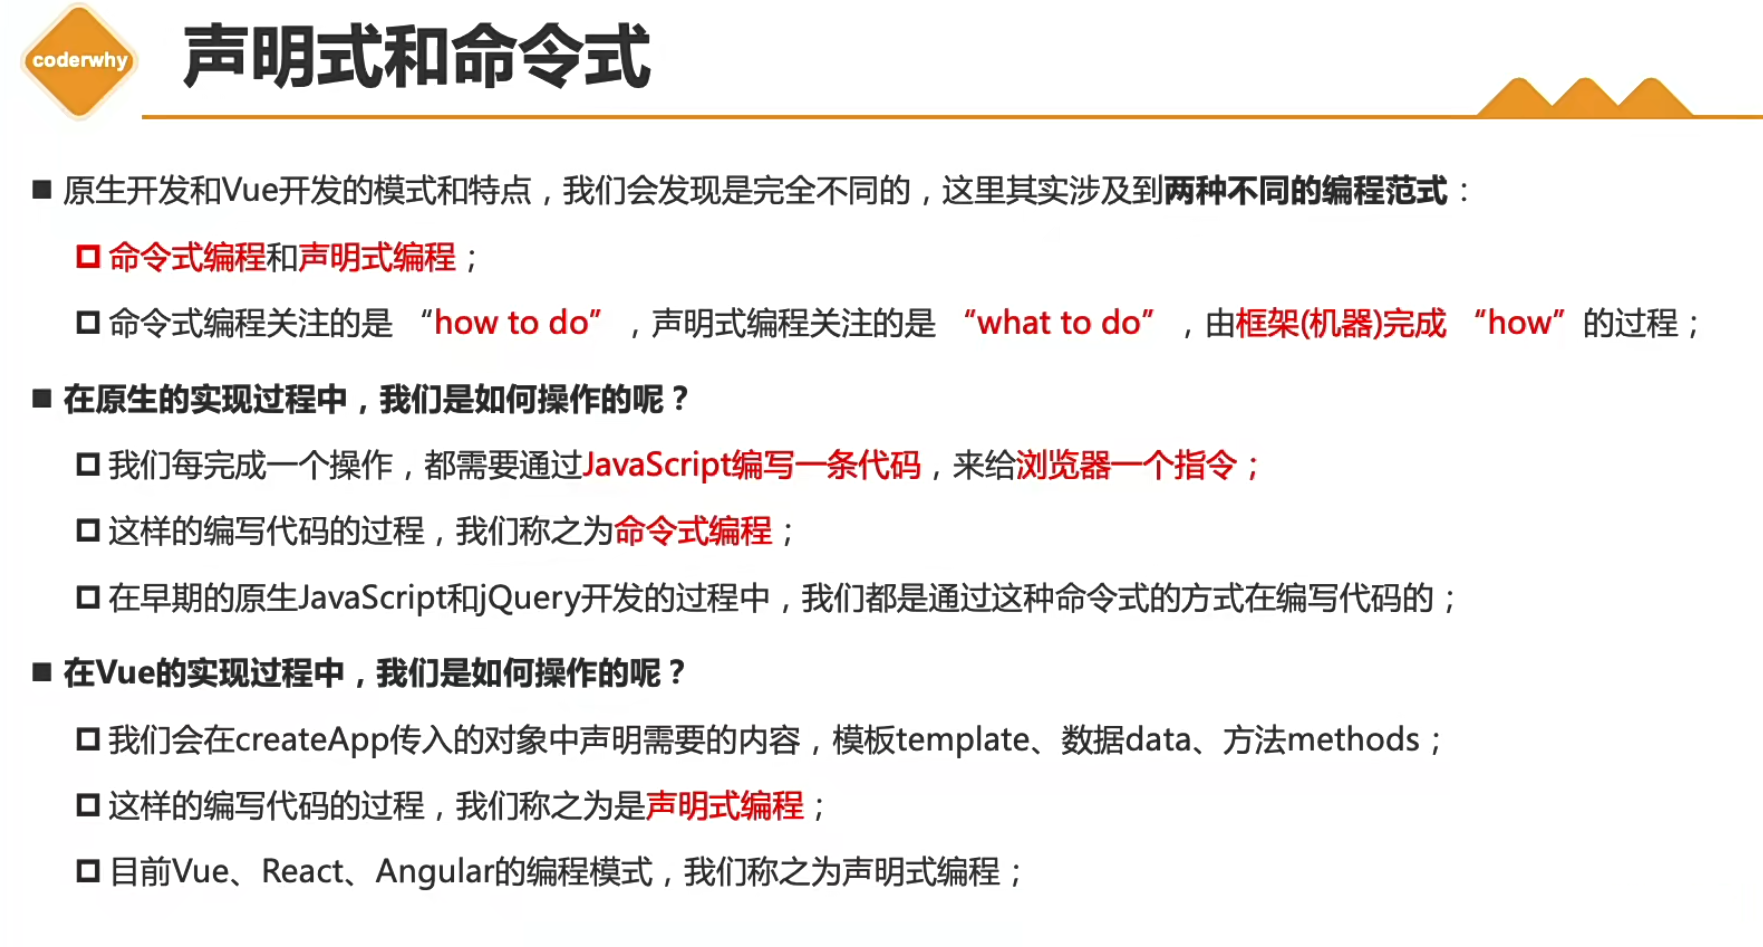 coderwhy
声明式和命令式
原生开发和Vue开发的模式和特点，我们会发现是完全不同的，这里其实涉及到两种不同的编程范式：
命令式编程和声明式编程；
命令式编程关注的是 “how to do” ，声明式编程关注的是 “what to do” ，由框架(机器)完成 “how” 的过程；
在原生的实现过程中，我们是如何操作的呢？
我们每完成一个操作，都需要通过JavaScript编写一条代码，来给浏览器一个指令；
这样的编写代码的过程，我们称之为命令式编程；
在早期的原生JavaScript和jQuery开发的过程中，我们都是通过这种命令式的方式在编写代码的；
在Vue的实现过程中，我们是如何操作的呢？
我们会在createApp传入的对象中声明需要的内容，模板template、数据data、方法methods；
这样的编写代码的过程，我们称之为是声明式编程；
目前Vue、React、Angular的编程模式，我们称之为声明式编程；